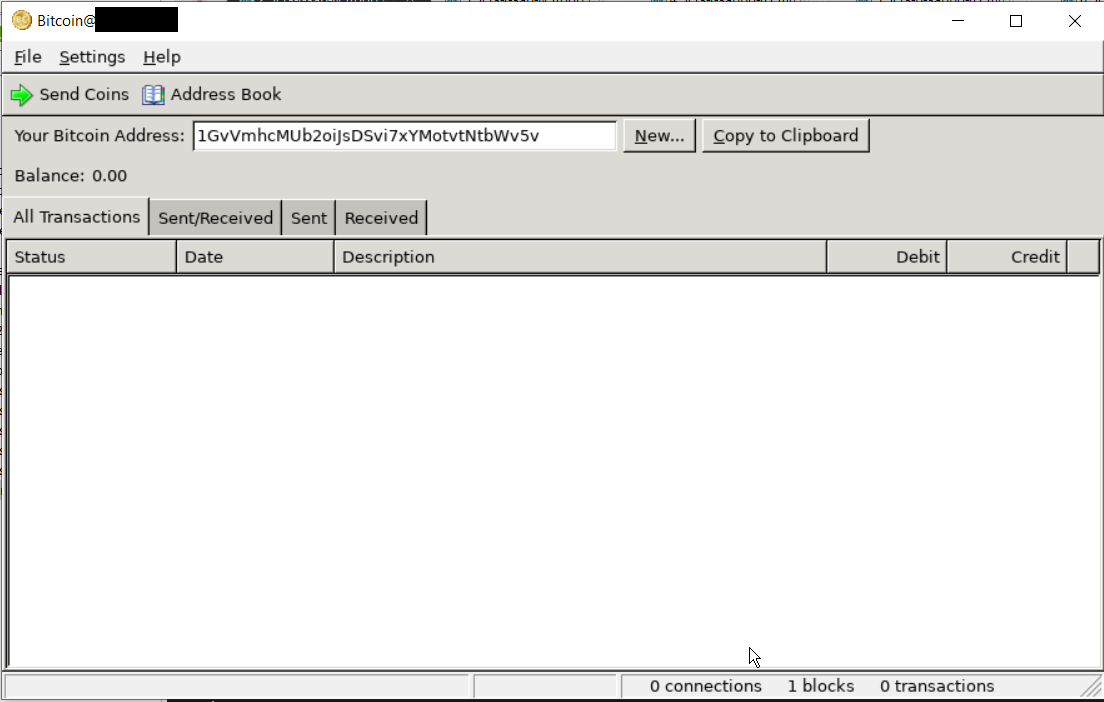 Bitcoin@
File Settings Help
Send Coins Address Book
Your Bitcoin Address: 1GvVmhcMUb2oiJsDSvi7xYMotvtNtbWv5v New... Copy to Clipboard
Balance: 0.00
All Transactions Sent/Received Sent Received
Status Date Description Debit Credit
0 connections 1 blocks 0 transactions